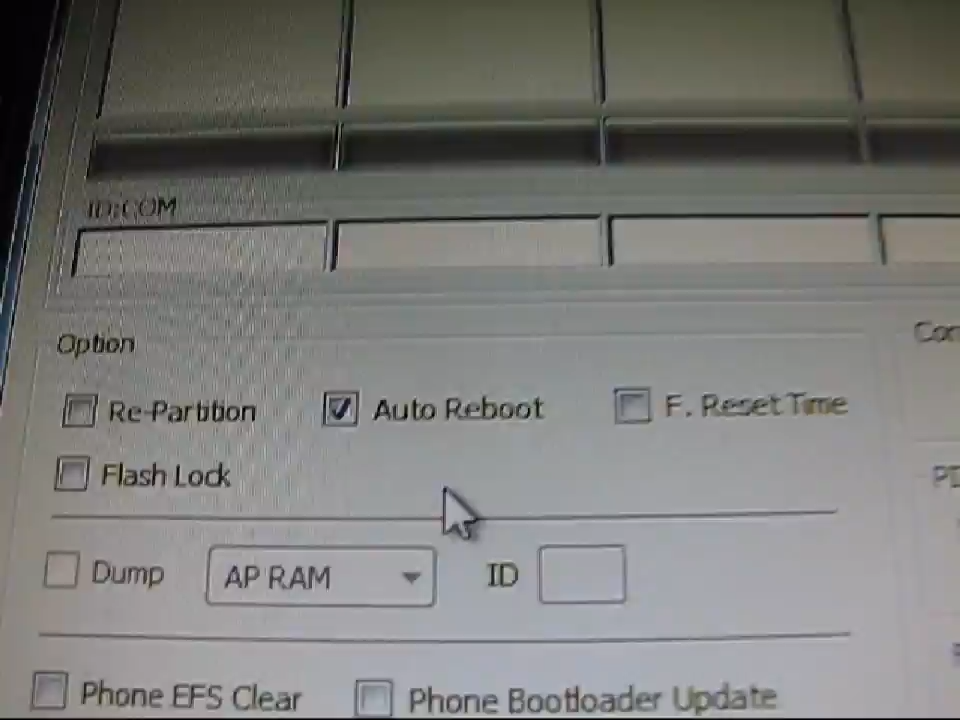 ID:COM
Option
Re-Partition Auto Reboot F. Reset Time
Flash Lock
Dump AP RAM ID
Phone EFS Clear Phone Bootloader Update